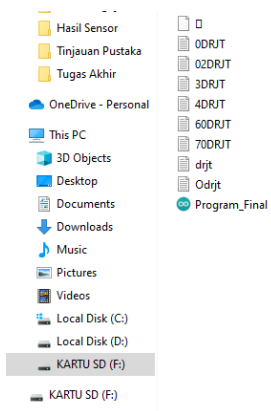 Hasil Sensor
Tinjauan Pustaka
Tugas Akhir
OneDrive - Personal
This PC
3D Objects
Desktop
Documents
Downloads
Music
Pictures
Videos
Local Disk (C:)
Local Disk (D:)
KARTU SD (F:)
KARTU SD (F:)
0DRJT
02DRJT
3DRJT
4DRJT
60DRJT
70DRJT
drjt
Odrjt
Program_Final